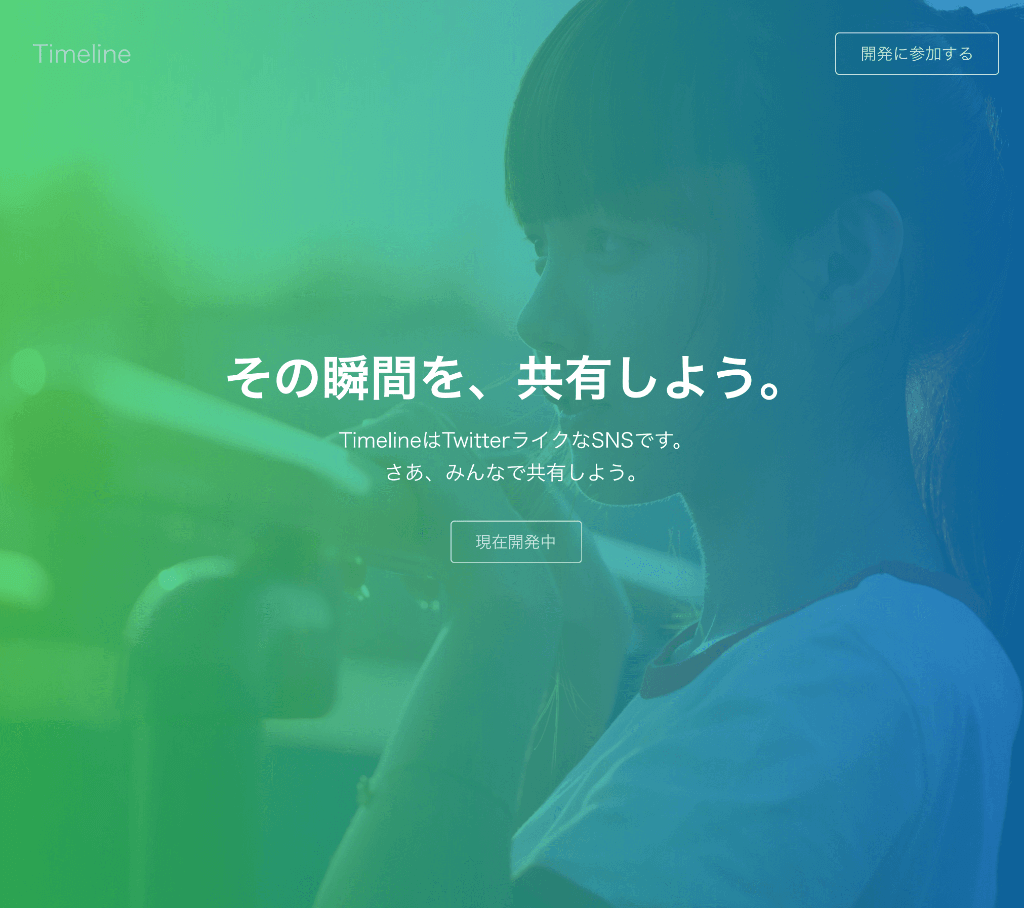 Timeline
開発に参加する
その瞬間を、共有しよう。
TimelineはTwitterライクなSNSです。
さあ、みんなで共有しよう。
現在開発中